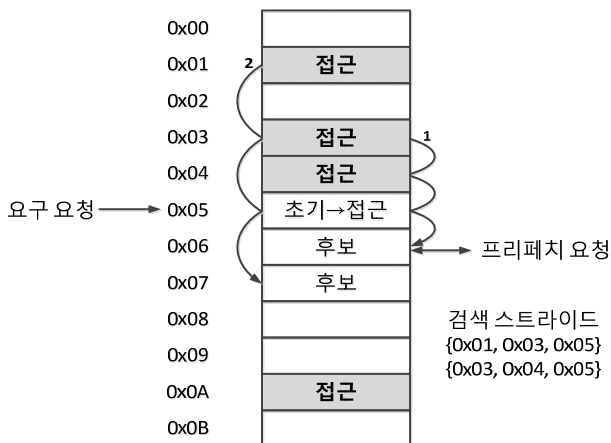 0x00
0x01 2 접근
0x02
0x03 접근 1
0x04 접근
요구 요청 0x05 초기→접근
0x06 후보 프리페치 요청
0x07 후보
0x08
검색 스트라이드
{0x01, 0x03, 0x05}
0x09
{0x03, 0x04, 0x05}
0x0A 접근
0x0B